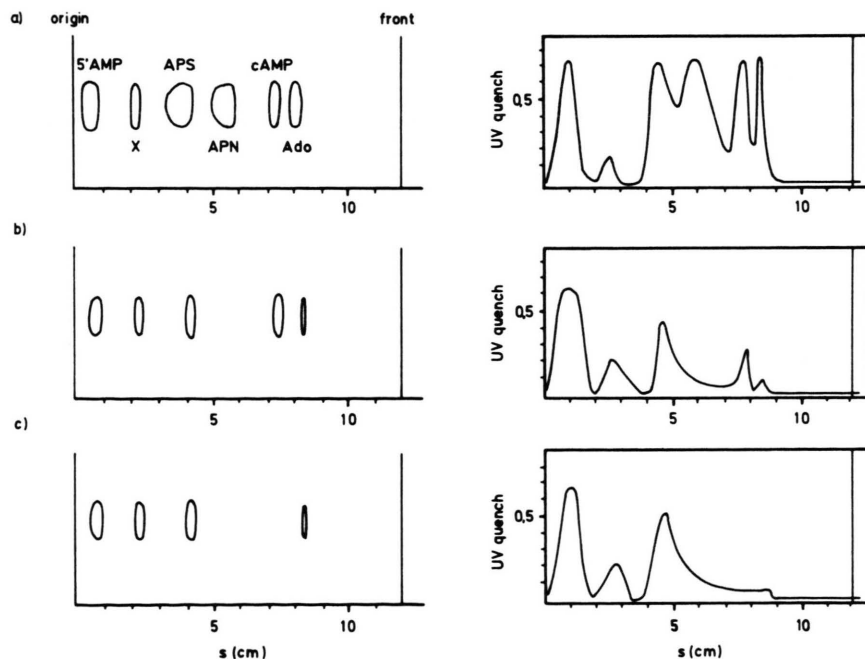 a) origin front
5'AMP APS cAMP
X APN Ado
5 10
UV quench
0,5
5 10
b)
UV quench
0,5
5 10
5 10
c)
UV quench
0,5
5 10
s (cm)
5 10
s (cm)